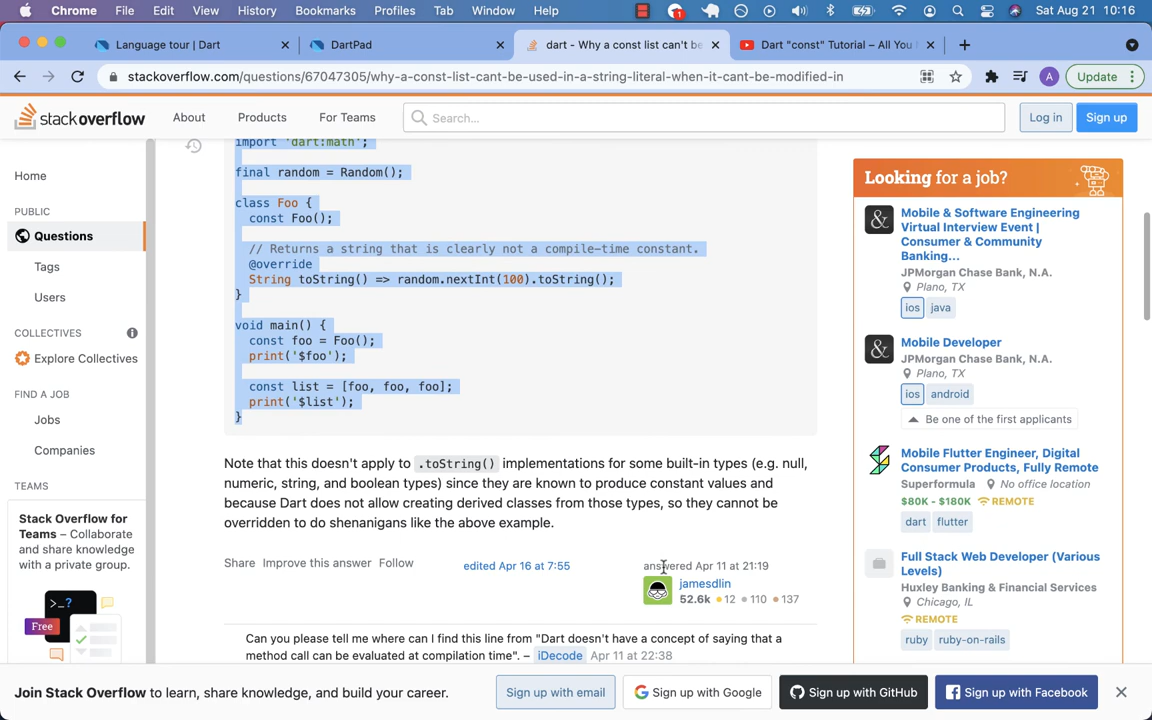 Chrome File Edit View History Bookmarks Profiles Tab Window Help 1 Sat Aug 21 10:16
Language tour | Dart
DartPad
dart - Why a const list can't be
Dart "const" Tutorial – All You
stackoverflow.com/questions/67047305/why-a-const-list-cant-be-used-in-a-string-literal-when-it-cant-be-modified-in
A Update
stackoverflow About Products For Teams Search... Log in Sign up
Home
PUBLIC
Questions
Tags
Users
COLLECTIVES
Explore Collectives
FIND A JOB
Jobs
Companies
TEAMS
Stack Overflow for
Teams – Collaborate
and share knowledge
with a private group.
>_?
Free
import 'dart:math';
final random = Random();
class Foo {
const Foo();
// Returns a string that is clearly not a compile-time constant.
@override
String toString() => random.nextInt(100).toString();
}
void main() {
const foo = Foo();
print('$foo');
const list = [foo, foo, foo];
print('$list');
}
Note that this doesn't apply to .toString() implementations for some built-in types (e.g. null,
numeric, string, and boolean types) since they are known to produce constant values and
because Dart does not allow creating derived classes from those types, so they cannot be
overridden to do shenanigans like the above example.
Share Improve this answer Follow
edited Apr 16 at 7:55
answered Apr 11 at 21:19
jamesdlin
52.6k 12 110 137
Can you please tell me where can I find this line from "Dart doesn't have a concept of saying that a
method call can be evaluated at compilation time". – iDecode Apr 11 at 22:38
Looking for a job?
Mobile & Software Engineering
Virtual Interview Event |
Consumer & Community
Banking...
JPMorgan Chase Bank, N.A.
Plano, TX
ios java
Mobile Developer
JPMorgan Chase Bank, N.A.
Plano, TX
ios android
Be one of the first applicants
Mobile Flutter Engineer, Digital
Consumer Products, Fully Remote
Superformula No office location
$80K - $180K REMOTE
dart flutter
Full Stack Web Developer (Various
Levels)
Huxley Banking & Financial Services
Chicago, IL
REMOTE
ruby ruby-on-rails
Join Stack Overflow to learn, share knowledge, and build your career.
Sign up with email
Sign up with Google
Sign up with GitHub
Sign up with Facebook